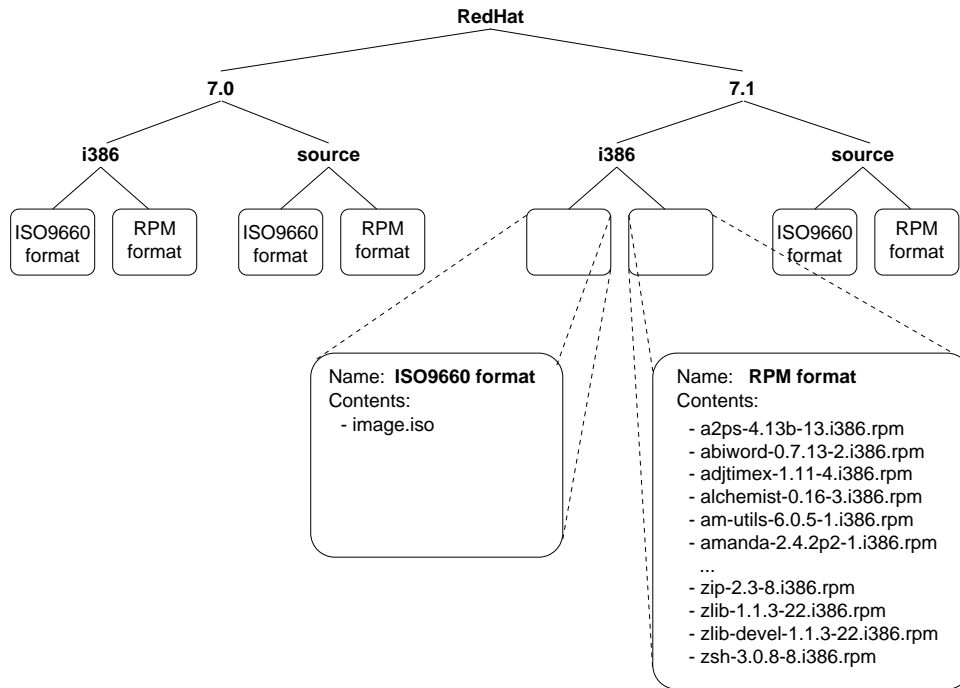 RedHat
7.0
7.1
i386
source
i386
source
ISO9660
format
RPM
format
ISO9660
format
RPM
format
ISO9660
format
RPM
format
Name: ISO9660 format
Contents:
- image.iso
Name: RPM format
Contents:
- a2ps-4.13b-13.i386.rpm
- abiword-0.7.13-2.i386.rpm
- adjtimex-1.11-4.i386.rpm
- alchemist-0.16-3.i386.rpm
- am-utils-6.0.5-1.i386.rpm
- amanda-2.4.2p2-1.i386.rpm
...
- zip-2.3-8.i386.rpm
- zlib-1.1.3-22.i386.rpm
- zlib-devel-1.1.3-22.i386.rpm
- zsh-3.0.8-8.i386.rpm